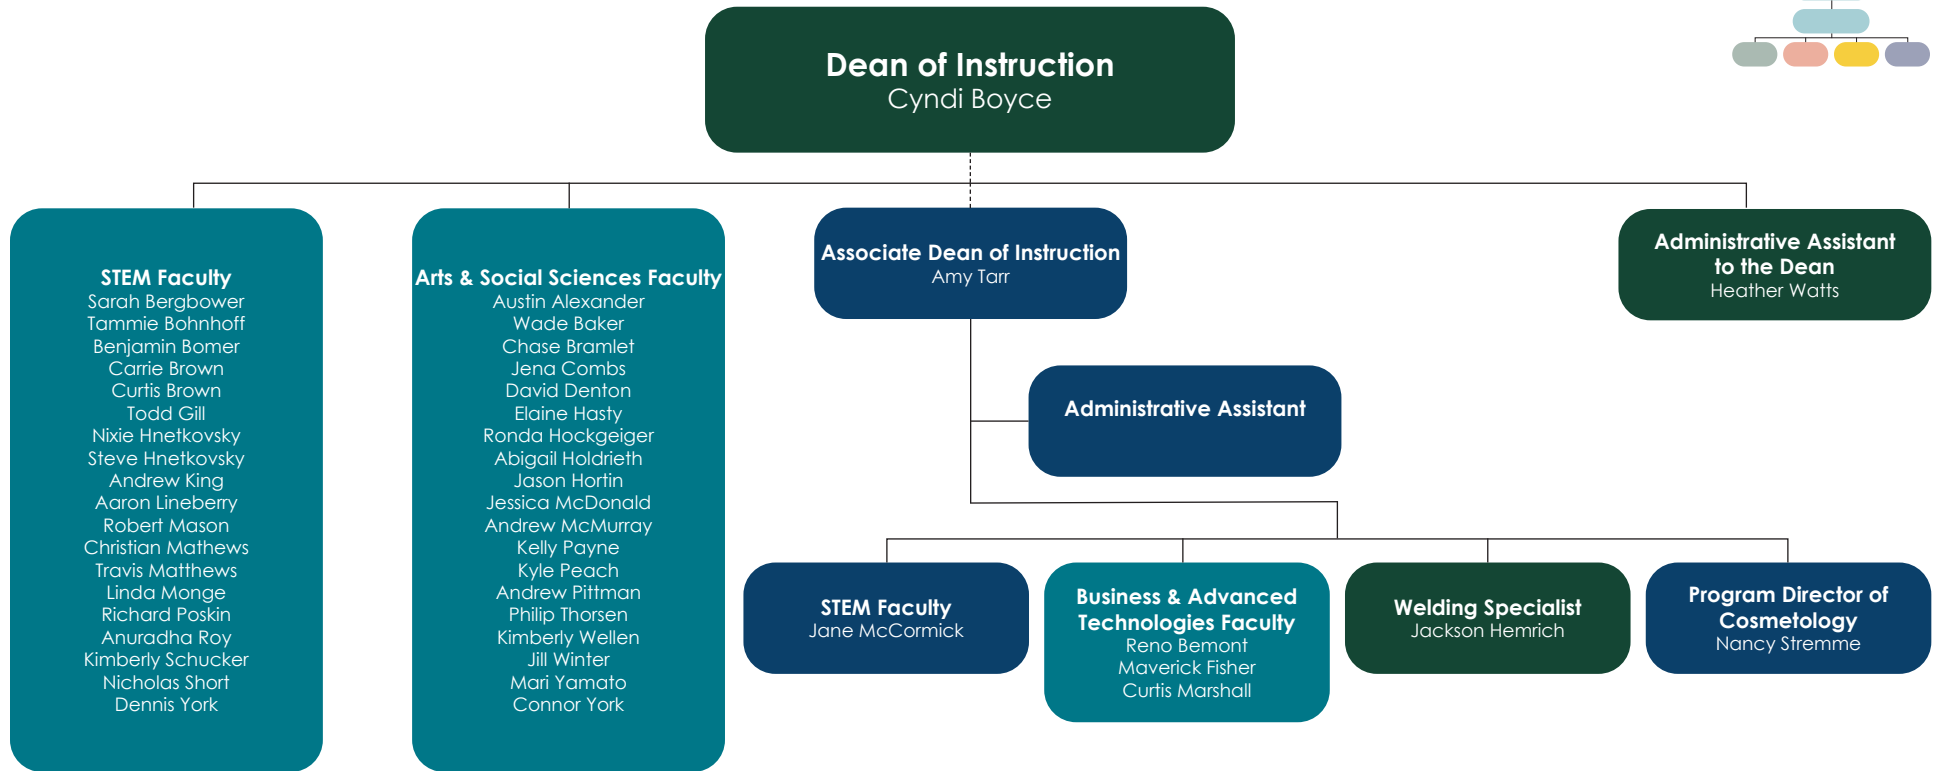 Dean of Instruction
Cyndi Boyce
STEM Faculty
Sarah Bergbower
Tammie Bohnhoff
Benjamin Bomer
Carrie Brown
Curtis Brown
Todd Gill
Nixie Hnetkovsky
Steve Hnetkovsky
Andrew King
Aaron Lineberry
Robert Mason
Christian Mathews
Travis Matthews
Linda Monge
Richard Poskin
Anuradha Roy
Kimberly Schucker
Nicholas Short
Dennis York
Arts & Social Sciences Faculty
Austin Alexander
Wade Baker
Chase Bramlet
Jena Combs
David Denton
Elaine Hasty
Ronda Hockgeiger
Abigail Holdrieth
Jason Hortin
Jessica McDonald
Andrew McMurray
Kelly Payne
Kyle Peach
Andrew Pittman
Philip Thorsen
Kimberly Wellen
Jill Winter
Mari Yamato
Connor York
Associate Dean of Instruction
Amy Tarr
Administrative Assistant
to the Dean
Heather Watts
Administrative Assistant
STEM Faculty
Jane McCormick
Business & Advanced
Technologies Faculty
Reno Bemont
Maverick Fisher
Curtis Marshall
Welding Specialist
Jackson Hemrich
Program Director of
Cosmetology
Nancy Stremme